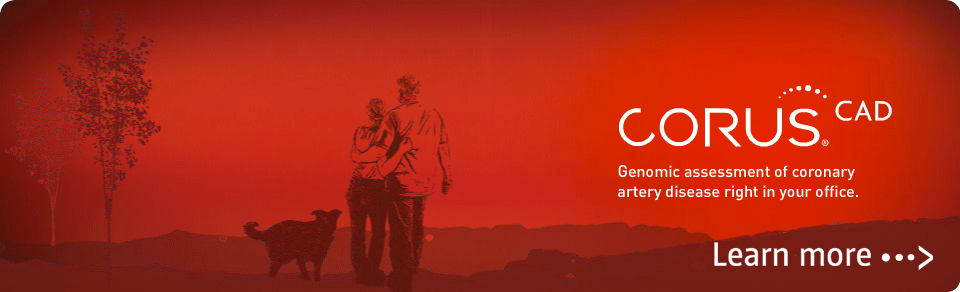 CORUS® CAD
Genomic assessment of coronary
artery disease right in your office.
Learn more •••>